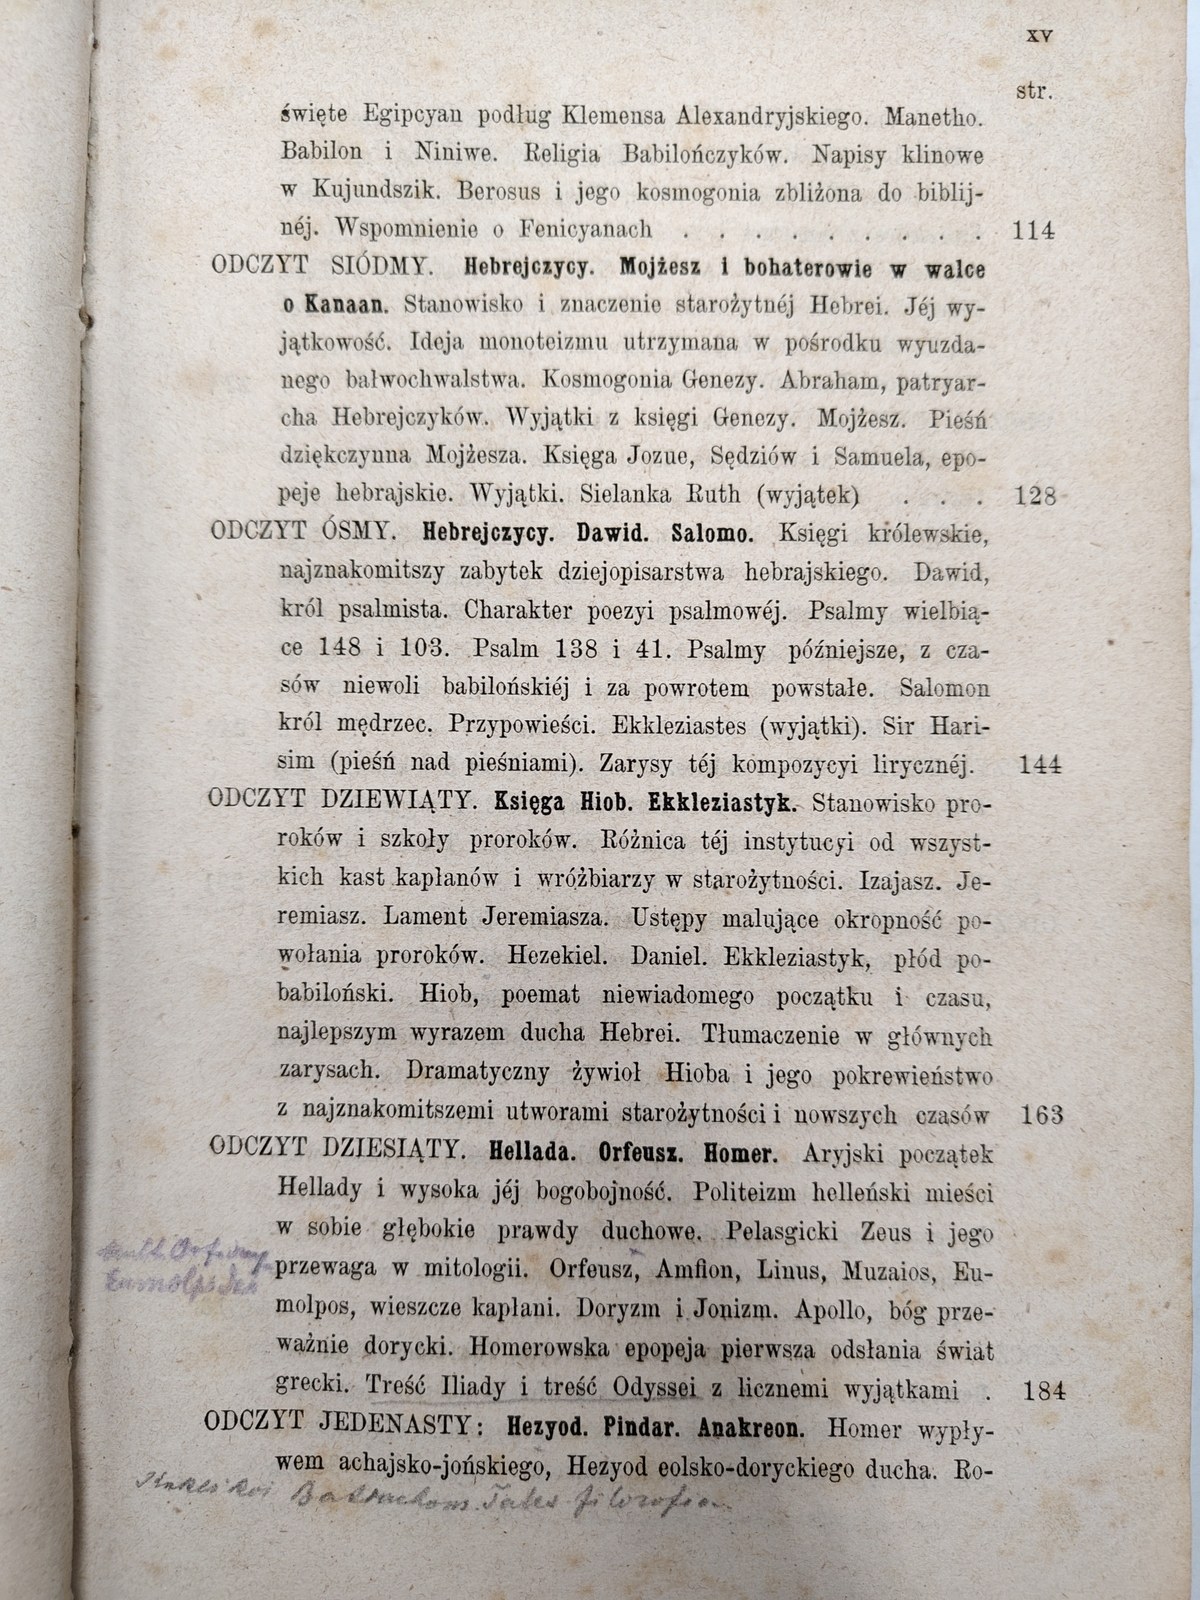 xv
str.
święte Egipcyan podług Klemensa Alexandryjskiego. Manetho.
Babilon i Niniwe. Religia Babilończyków. Napisy klinowe
w Kujundszik. Berosus i jego kosmogonia zbliżona do biblij-
néj. Wspomnienie o Fenicyanach . . . . . . . . . 114
ODCZYT SIÓDMY. Hebrejczycy. Mojżesz i bohaterowie w walce
o Kanaan. Stanowisko i znaczenie starożytnéj Hebrei. Jéj wy-
jątkowość. Ideja monoteizmu utrzymana w pośrodku wyuzda-
nego bałwochwalstwa. Kosmogonia Genezy. Abraham, patryar-
cha Hebrejczyków. Wyjątki z księgi Genezy. Mojżesz. Pieśń
dziękczynna Mojżesza. Księga Jozue, Sędziów i Samuela, epo-
peje hebrajskie. Wyjątki. Sielanka Ruth (wyjątek) . . . 128
ODCZYT ÓSMY. Hebrejczycy. Dawid. Salomo. Księgi królewskie,
najznakomitszy zabytek dziejopisarstwa hebrajskiego. Dawid,
król psalmista. Charakter poezyi psalmowéj. Psalmy wielbią-
ce 148 i 103. Psalm 138 i 41. Psalmy późniejsze, z cza-
sów niewoli babilońskiéj i za powrotem powstałe. Salomon
król mędrzec. Przypowieści. Ekkleziastes (wyjątki). Sir Hari-
sim (pieśń nad pieśniami). Zarysy téj kompozycyi lirycznéj. 144
ODCZYT DZIEWIĄTY. Księga Hiob. Ekkleziastyk. Stanowisko pro-
roków i szkoły proroków. Różnica téj instytucyi od wszyst-
kich kast kapłanów i wróżbiarzy w starożytności. Izajasz. Je-
remiasz. Lament Jeremiasza. Ustępy malujące okropność po-
wołania proroków. Hezekiel. Daniel. Ekkleziastyk, płód po-
babiloński. Hiob, poemat niewiadomego początku i czasu,
najlepszym wyrazem ducha Hebrei. Tłumaczenie w głównych
zarysach. Dramatyczny żywioł Hioba i jego pokrewieństwo
z najznakomitszemi utworami starożytności i nowszych czasów 163
ODCZYT DZIESIĄTY. Hellada. Orfeusz. Homer. Aryjski początek
Hellady i wysoka jéj bogobojność. Politeizm helleński mieści
w sobie głębokie prawdy duchowe. Pelasgicki Zeus i jego
przewaga w mitologii. Orfeusz, Amfion, Linus, Muzaios, Eu-
molpos, wieszcze kapłani. Doryzm i Jonizm. Apollo, bóg prze-
ważnie dorycki. Homerowska epopeja pierwsza odsłania świat
grecki. Treść Iliady i treść Odyssei z licznemi wyjątkami . 184
ODCZYT JEDENASTY: Hezyod. Pindar. Anakreon. Homer wypły-
wem achajsko-jońskiego, Hezyod eolsko-doryckiego ducha. Ro-